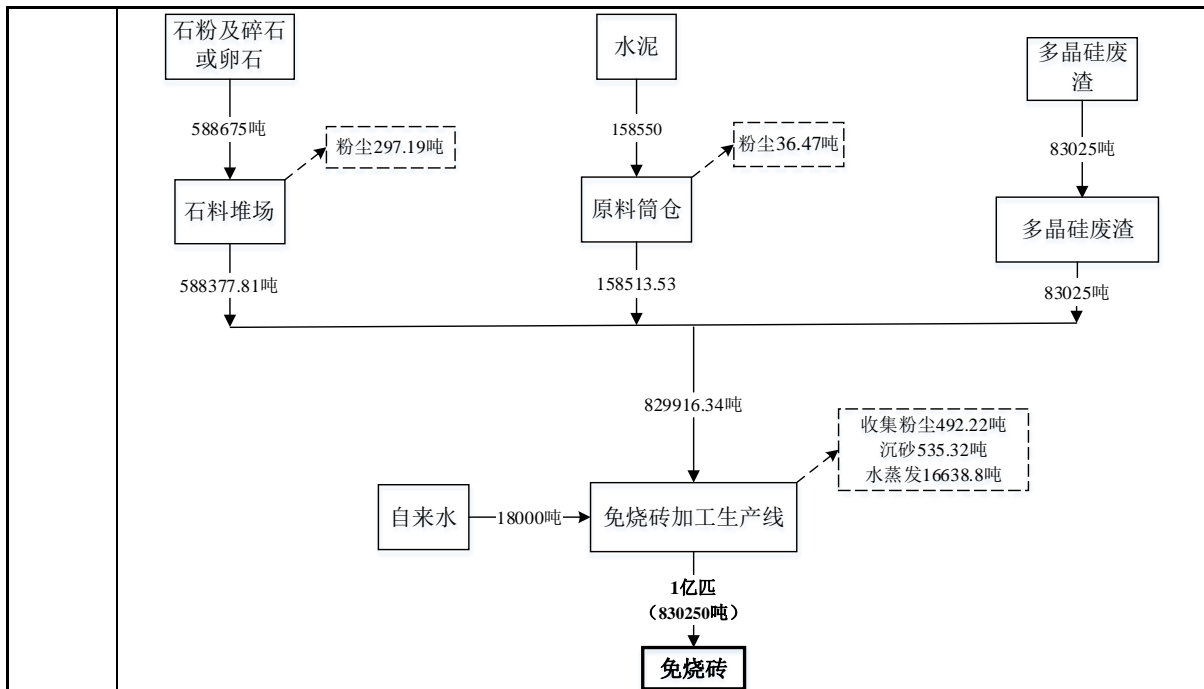 石粉及碎石
或卵石
水泥
多晶硅废
渣
588675吨
粉尘297.19吨
158550
粉尘36.47吨
83025吨
石料堆场
原料筒仓
多晶硅废渣
588377.81吨
158513.53
83025吨
829916.34吨
收集粉尘492.22吨
沉砂535.32吨
水蒸发16638.8吨
自来水
18000吨
免烧砖加工生产线
1亿匹
（830250吨）
免烧砖